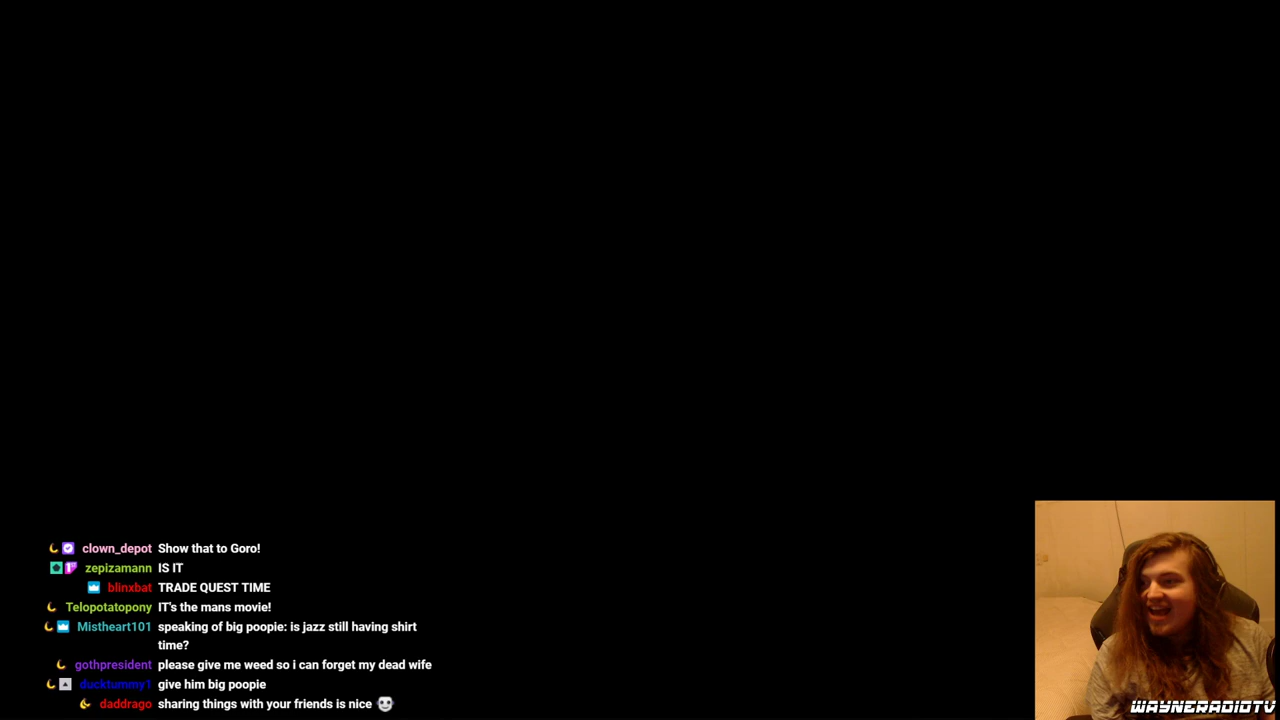 clown_depot Show that to Goro!
zepizamann IS IT
blinxbat TRADE QUEST TIME
Telopotatopony IT's the mans movie!
Mistheart101 speaking of big poopie: is jazz still having shirt
time?
gothpresident please give me weed so i can forget my dead wife
ducktummy1 give him big poopie
daddrago sharing things with your friends is nice
WAYNERADIOTV